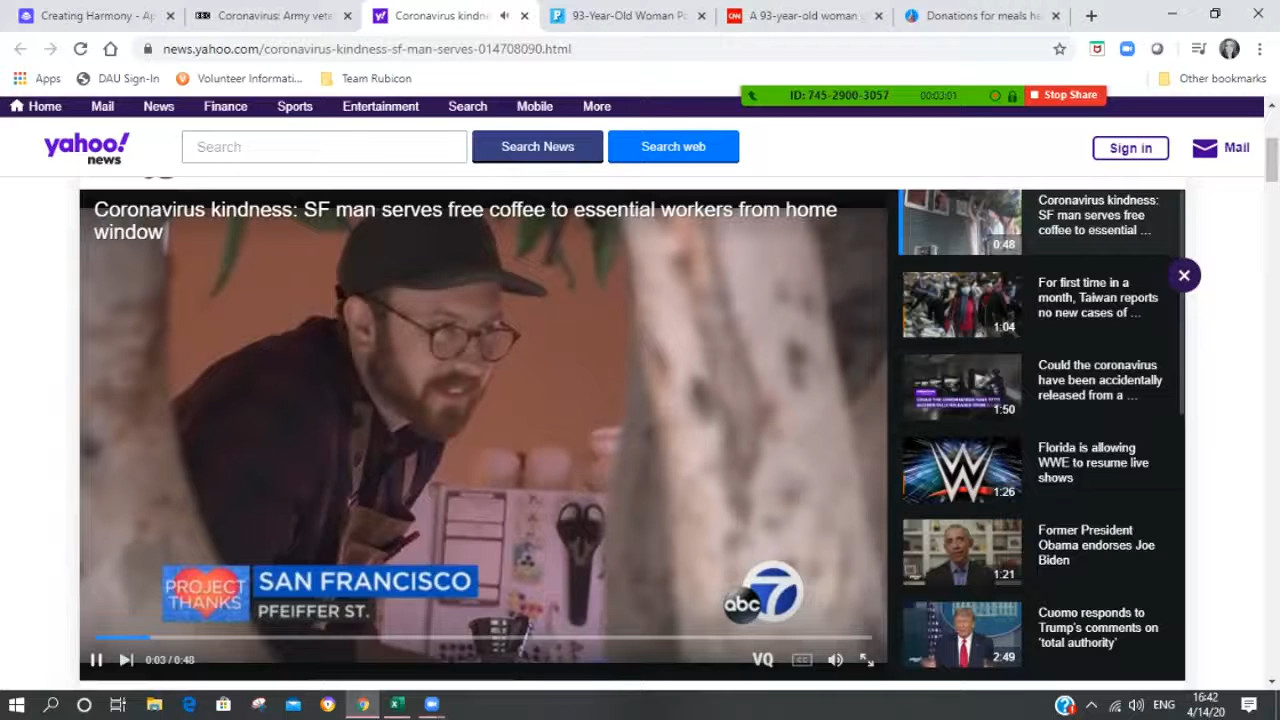 Creating Harmony - Ap
Coronavirus: Army vete
Coronavirus kindne
93-Year-Old Woman Po
CNN
A 93-year-old woman
Donations for meals he
news.yahoo.com/coronavirus-kindness-sf-man-serves-014708090.html
Apps
DAU Sign-In
Volunteer Informati...
Team Rubicon
Other bookmarks
ID: 745-2900-3057
00:03:01
Stop Share
Home
Mail
News
Finance
Sports
Entertainment
Search
Mobile
More
yahoo!
news
Search
Search News
Search web
Sign in
Mail
Coronavirus kindness: SF man serves free coffee to essential workers from home
window
PROJECT
THANKS
SAN FRANCISCO
PFEIFFER ST.
abc 7
0:03 / 0:48
VQ
CC
Coronavirus kindness:
SF man serves free
coffee to essential ...
0:48
For first time in a
month, Taiwan reports
no new cases of ...
1:04
Could the coronavirus
have been accidentally
released from a ...
1:50
Florida is allowing
WWE to resume live
shows
1:26
Former President
Obama endorses Joe
Biden
1:21
Cuomo responds to
Trump's comments on
'total authority'
2:49
ENG
16:42
4/14/20